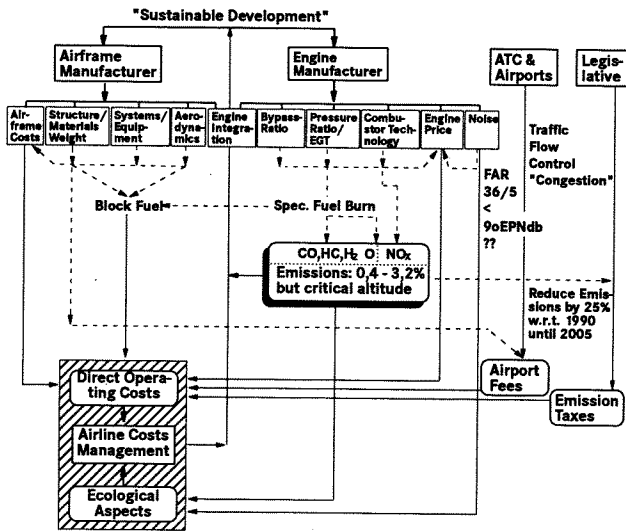 "Sustainable Development"
Airframe
Manufacturer
Engine
Manufacturer
ATC &
Airports
Legis-
lative
Air-
frame
Costs
Structure/
Materials
Weight
Systems/
Equip-
ment
Aero-
dyna-
mics
Engine
Integra-
tion
Bypass-
Ratio
Pressure
Ratio/
EGT
Combu-
stor Tech-
nology
Engine
Price
Noise
Traffic
Flow
Control
"Congestion"
FAR
36/5
<
9oEPNdb
??
Block Fuel
Spec. Fuel Burn
CO,HC,H₂ O NOx
Emissions: 0,4 - 3,2%
but critical altitude
Reduce Emis-
sions by 25%
w.r.t. 1990
until 2005
Airport
Fees
Emission
Taxes
Direct Opera-
ting Costs
Airline Costs
Management
Ecological
Aspects